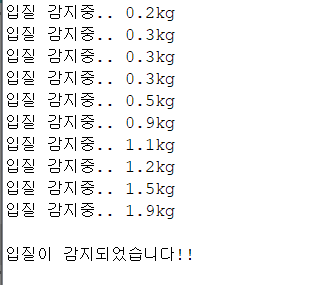 입질 감지중.. 0.2kg
입질 감지중.. 0.3kg
입질 감지중.. 0.3kg
입질 감지중.. 0.3kg
입질 감지중.. 0.5kg
입질 감지중.. 0.9kg
입질 감지중.. 1.1kg
입질 감지중.. 1.2kg
입질 감지중.. 1.5kg
입질 감지중.. 1.9kg
입질이 감지되었습니다!!